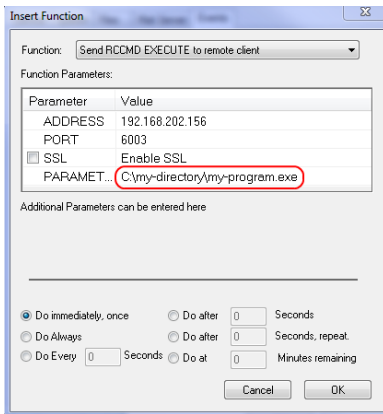 Insert Function
Function: Send RCCMD EXECUTE to remote client
Function Parameters:
Parameter Value
ADDRESS 192.168.202.156
PORT 6003
SSL Enable SSL
PARAMET... C:\my-directory\my-program.exe
Additional Parameters can be entered here
Do immediately, once Do after 0 Seconds
Do Always Do after 0 Seconds, repeat.
Do Every 0 Seconds Do at 0 Minutes remaining
Cancel OK